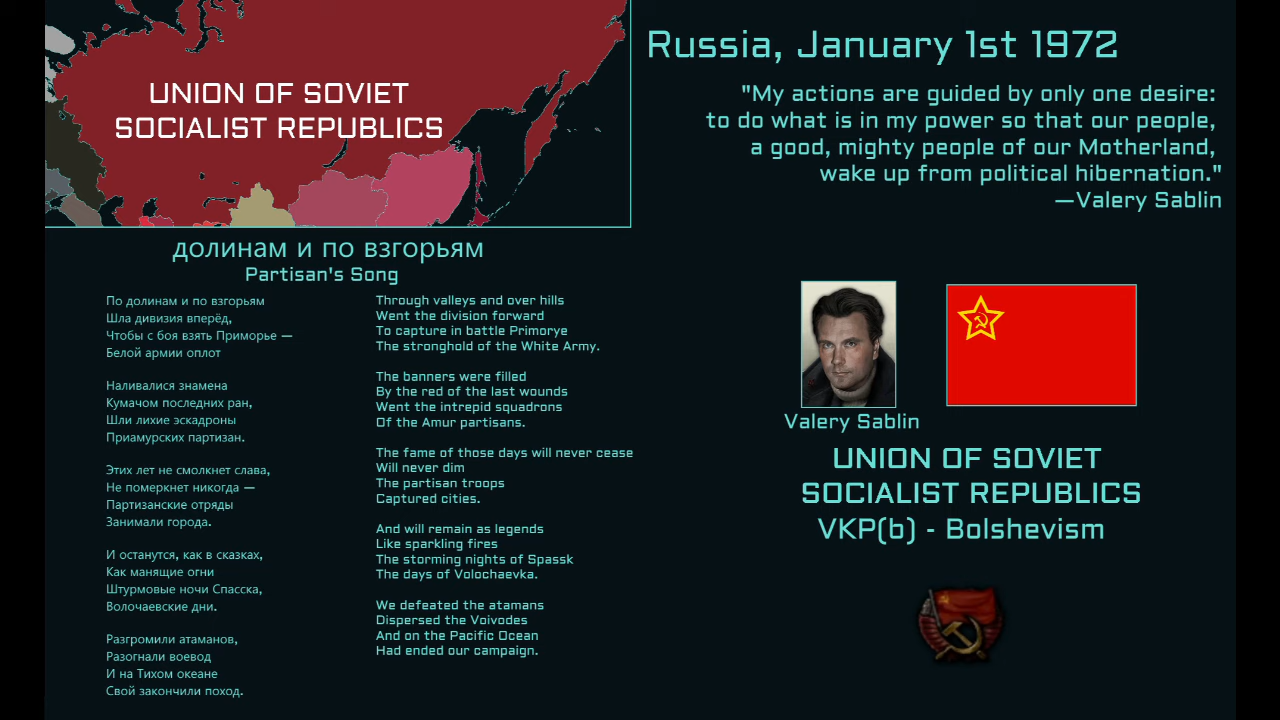 UNION OF SOVIET
SOCIALIST REPUBLICS
Russia, January 1st 1972
"My actions are guided by only one desire:
to do what is in my power so that our people,
a good, mighty people of our Motherland,
wake up from political hibernation."
—Valery Sablin
долинам и по взгорьям
Partisan's Song
По долинам и по взгорьям
Шла дивизия вперёд,
Чтобы с боя взять Приморье —
Белой армии оплот
Наливалися знамена
Кумачом последних ран,
Шли лихие эскадроны
Приамурских партизан.
Этих лет не смолкнет слава,
Не померкнет никогда —
Партизанские отряды
Занимали города.
И останутся, как в сказках,
Как манящие огни
Штурмовые ночи Спасска,
Волочаевские дни.
Разгромили атаманов,
Разогнали воевод
И на Тихом океане
Свой закончили поход.
Through valleys and over hills
Went the division forward
To capture in battle Primorye
The stronghold of the White Army.
The banners were filled
By the red of the last wounds
Went the intrepid squadrons
Of the Amur partisans.
The fame of those days will never cease
Will never dim
The partisan troops
Captured cities.
And will remain as legends
Like sparkling fires
The storming nights of Spassk
The days of Volochaevka.
We defeated the atamans
Dispersed the Voivodes
And on the Pacific Ocean
Had ended our campaign.
Valery Sablin
UNION OF SOVIET
SOCIALIST REPUBLICS
VKP(b) - Bolshevism